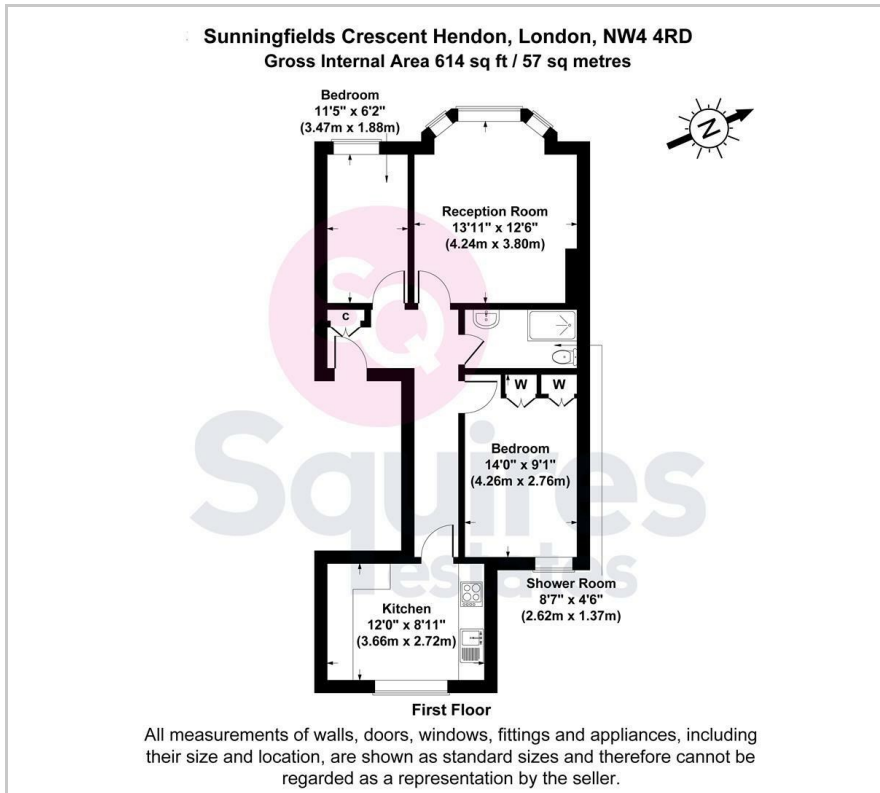 Sunningfields Crescent Hendon, London, NW4 4RD
Gross Internal Area 614 sq ft / 57 sq metres
Bedroom
11'5" x 6'2"
(3.47m x 1.88m)
N
Reception Room
13'11" x 12'6"
(4.24m x 3.80m)
SQ
c
W
W
Squires
estates
Bedroom
14'0" x 9'1"
(4.26m x 2.76m)
Shower Room
8'7" x 4'6"
(2.62m x 1.37m)
Kitchen
12'0" x 8'11"
(3.66m x 2.72m)
First Floor
All measurements of walls, doors, windows, fittings and appliances, including
their size and location, are shown as standard sizes and therefore cannot be
regarded as a representation by the seller.